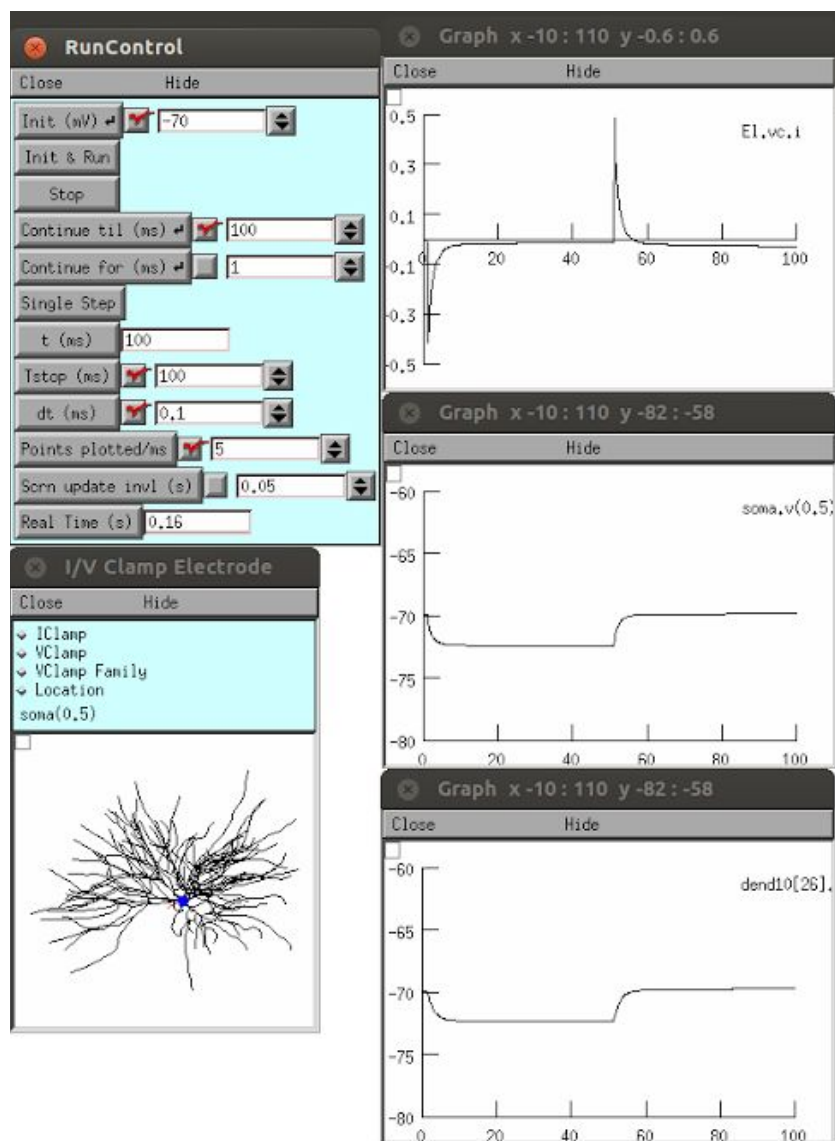 RunControl
Close Hide
Init (mV) -70
Init & Run
Stop
Continue til (ms) 100
Continue for (ms) 1
Single Step
t (ms) 100
Tstop (ms) 100
dt (ms) 0.1
Points plotted/ms 5
Scrn update invl (s) 0.05
Real Time (s) 0.16
I/V Clamp Electrode
Close Hide
IClamp
VClamp
VClamp Family
Location
soma(0.5)
Graph x -10 : 110 y -0.6 : 0.6
Close Hide
0.5
El.vc.i
0.3
0.1
0 20 40 60 80 100
-0.1
-0.3
-0.5
Graph x -10 : 110 y -82 : -58
Close Hide
-60
soma.v(0.5)
-65
-70
-75
-80
0 20 40 60 80 100
Graph x -10 : 110 y -82 : -58
Close Hide
-60
dend10[26].
-65
-70
-75
-80
0 20 40 60 80 100